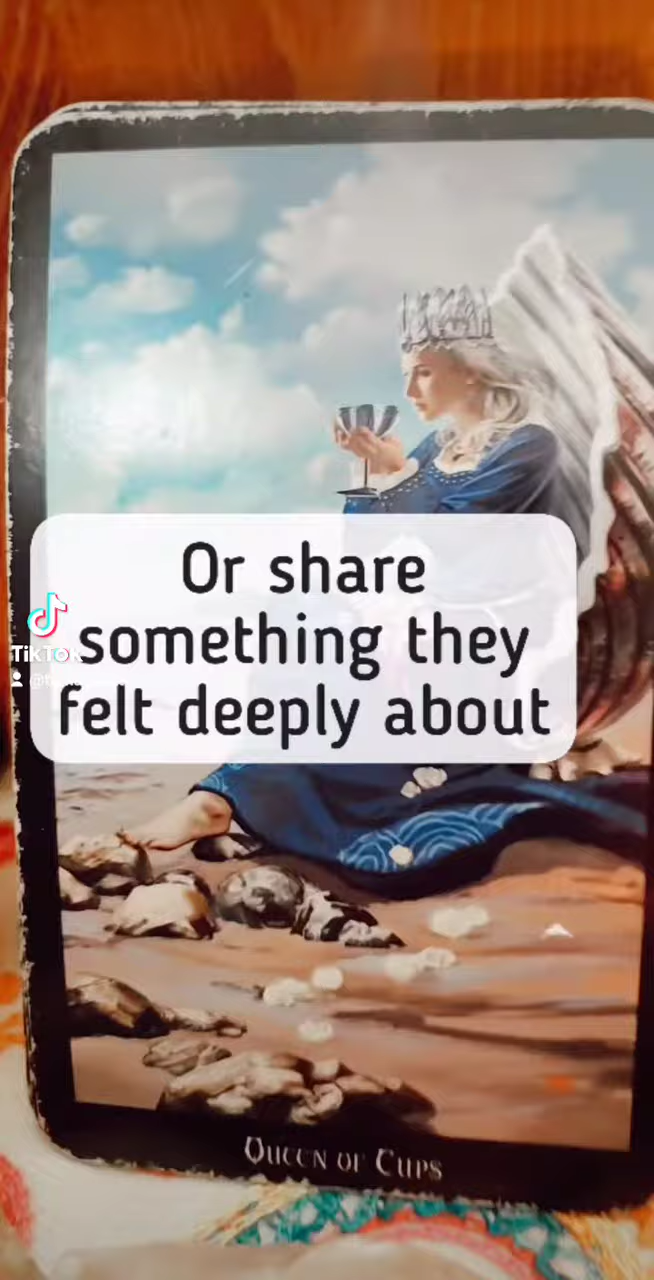 Or share
something they
felt deeply about
TikTok
QUEEN OF CUPS